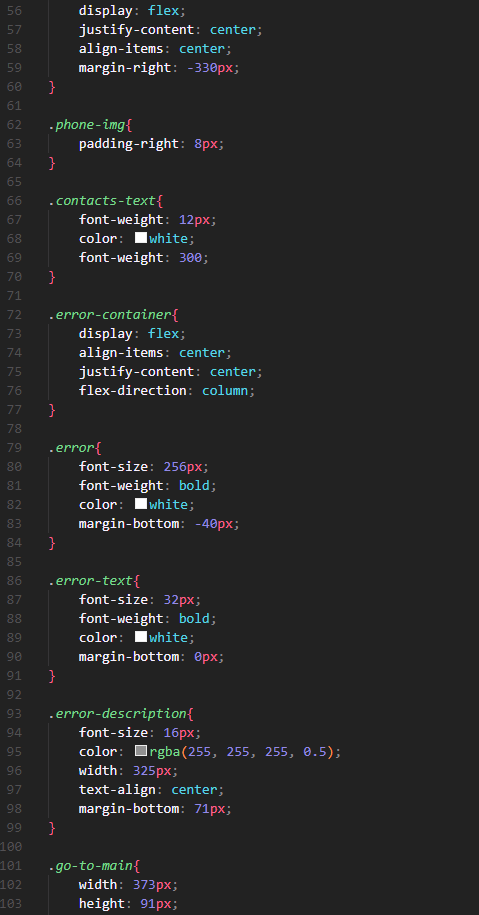 56 display: flex;
57 justify-content: center;
58 align-items: center;
59 margin-right: -330px;
60 }
61
62 .phone-img{
63 padding-right: 8px;
64 }
65
66 .contacts-text{
67 font-weight: 12px;
68 color: white;
69 font-weight: 300;
70 }
71
72 .error-container{
73 display: flex;
74 align-items: center;
75 justify-content: center;
76 flex-direction: column;
77 }
78
79 .error{
80 font-size: 256px;
81 font-weight: bold;
82 color: white;
83 margin-bottom: -40px;
84 }
85
86 .error-text{
87 font-size: 32px;
88 font-weight: bold;
89 color: white;
90 margin-bottom: 0px;
91 }
92
93 .error-description{
94 font-size: 16px;
95 color: rgba(255, 255, 255, 0.5);
96 width: 325px;
97 text-align: center;
98 margin-bottom: 71px;
99 }
100
101 .go-to-main{
102 width: 373px;
103 height: 91px;